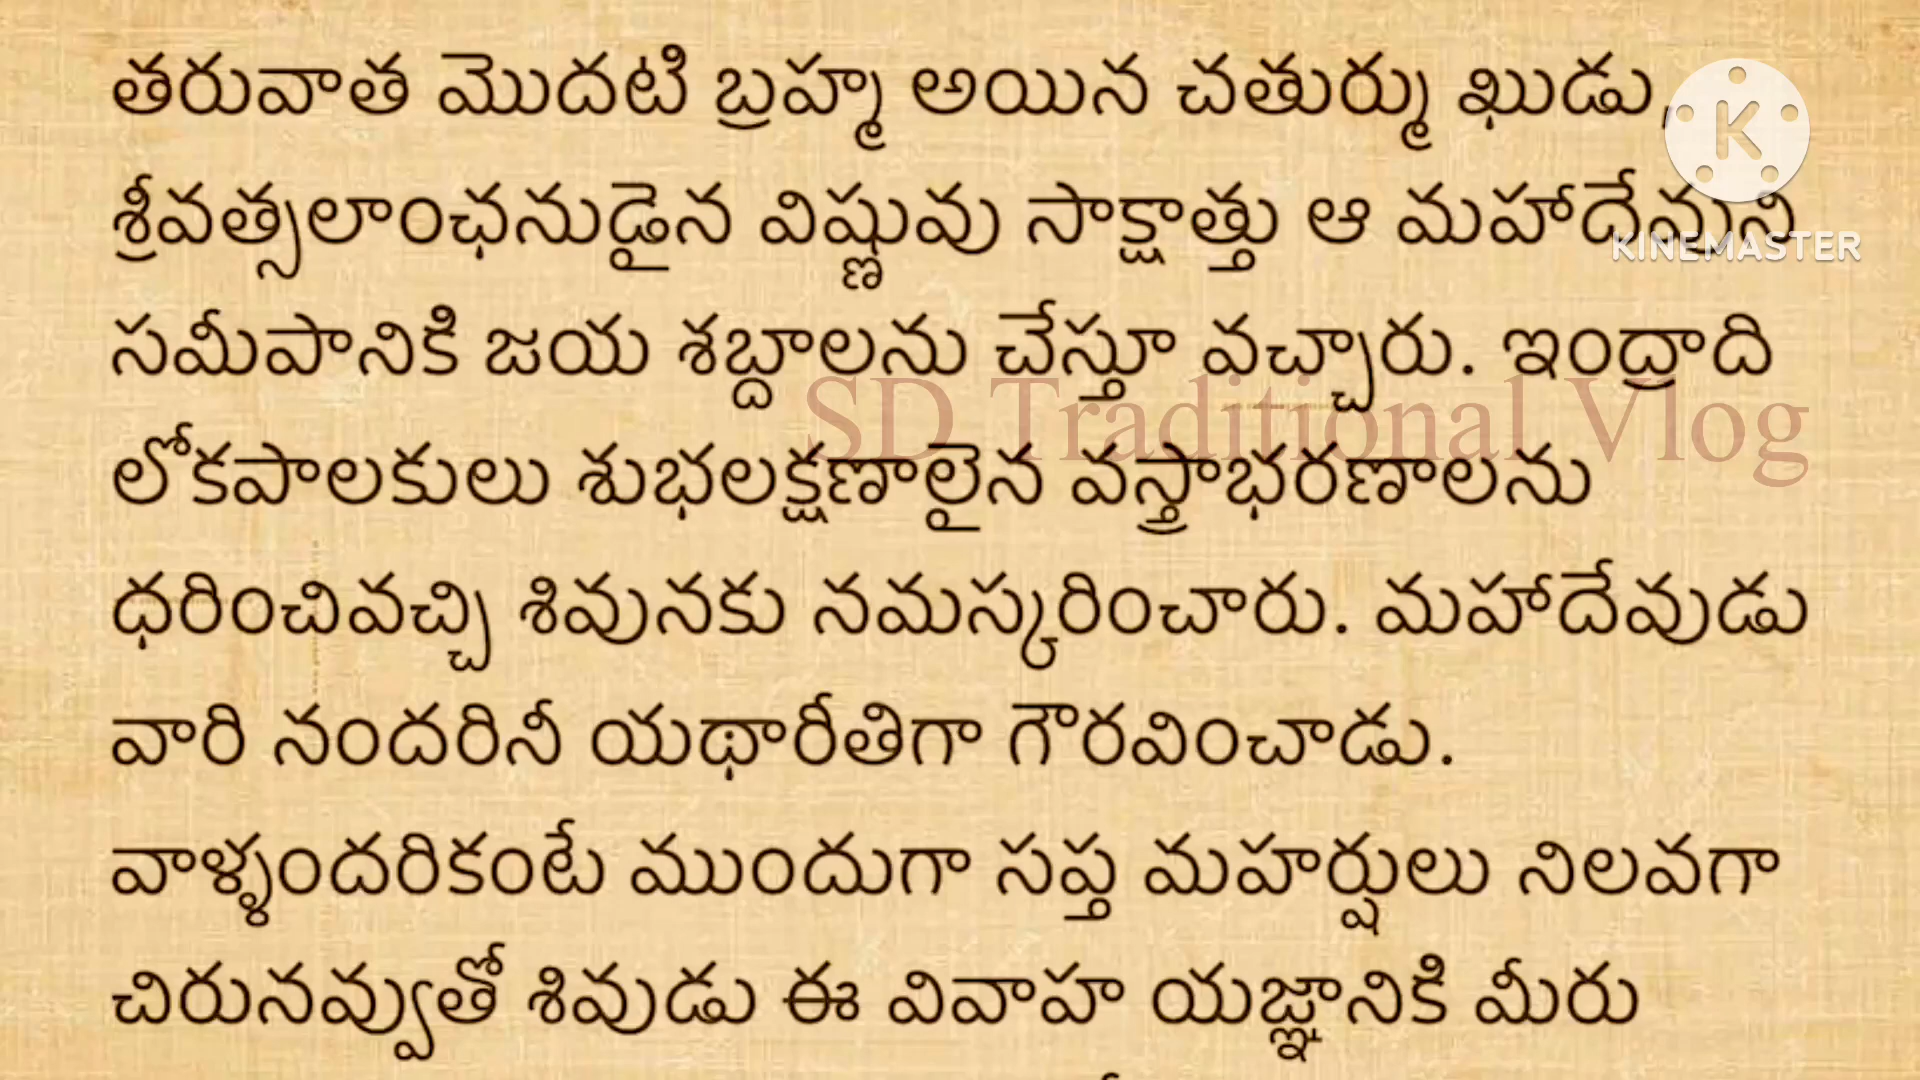 తరువాత మొదటి బ్రహ్మ అయిన చతుర్ము ఖుడు,
శ్రీవత్సలాంఛనుడైన విష్ణువు సాక్షాత్తు ఆ మహాదేవుని
KINEMASTER
సమీపానికి జయ శబ్దాలను చేస్తూ వచ్చారు. ఇంద్రాది
SD Traditional Vlog
లోకపాలకులు శుభలక్షణాలైన వస్త్రాభరణాలను
ధరించివచ్చి శివునకు నమస్కరించారు. మహాదేవుడు
వారి నందరినీ యథారీతిగా గౌరవించాడు.
వాళ్ళందరికంటే ముందుగా సప్త మహర్షులు నిలవగా
చిరునవ్వుతో శివుడు ఈ వివాహ యజ్ఞానికి మీరు